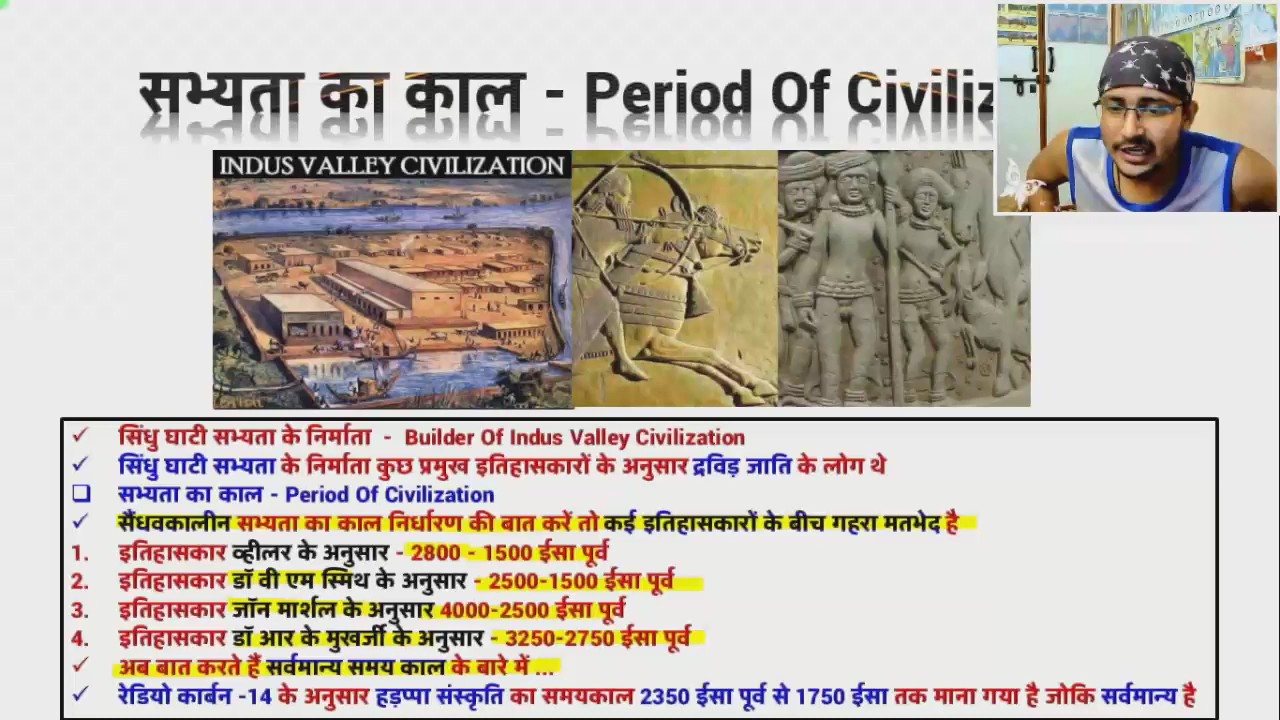 सभ्यता का काल - Period Of
INDUS VALLEY CIVILIZATION
✓ सिंधु घाटी सभ्यता के निर्माता - Builder Of Indus Valley Civilization
✓ सिंधु घाटी सभ्यता के निर्माता कुछ प्रमुख इतिहासकारों के अनुसार द्रविड़ जाति के लोग थे
❑ सभ्यता का काल - Period Of Civilization
✓ सैंधवकालीन सभ्यता का काल निर्धारण की बात करें तो कई इतिहासकारों के बीच गहरा मतभेद है
1. इतिहासकार व्हीलर के अनुसार - 2800 - 1500 ईसा पूर्व
2. इतिहासकार डॉ वी एम स्मिथ के अनुसार - 2500-1500 ईसा पूर्व
3. इतिहासकार जॉन मार्शल के अनुसार 4000-2500 ईसा पूर्व
4. इतिहासकार डॉ आर के मुखर्जी के अनुसार - 3250-2750 ईसा पूर्व
✓ अब बात करते हैं सर्वमान्य समय काल के बारे में ...
✓ रेडियो कार्बन -14 के अनुसार हड़प्पा संस्कृति का समयकाल 2350 ईसा पूर्व से 1750 ईसा तक माना गया है जोकि सर्वमान्य है